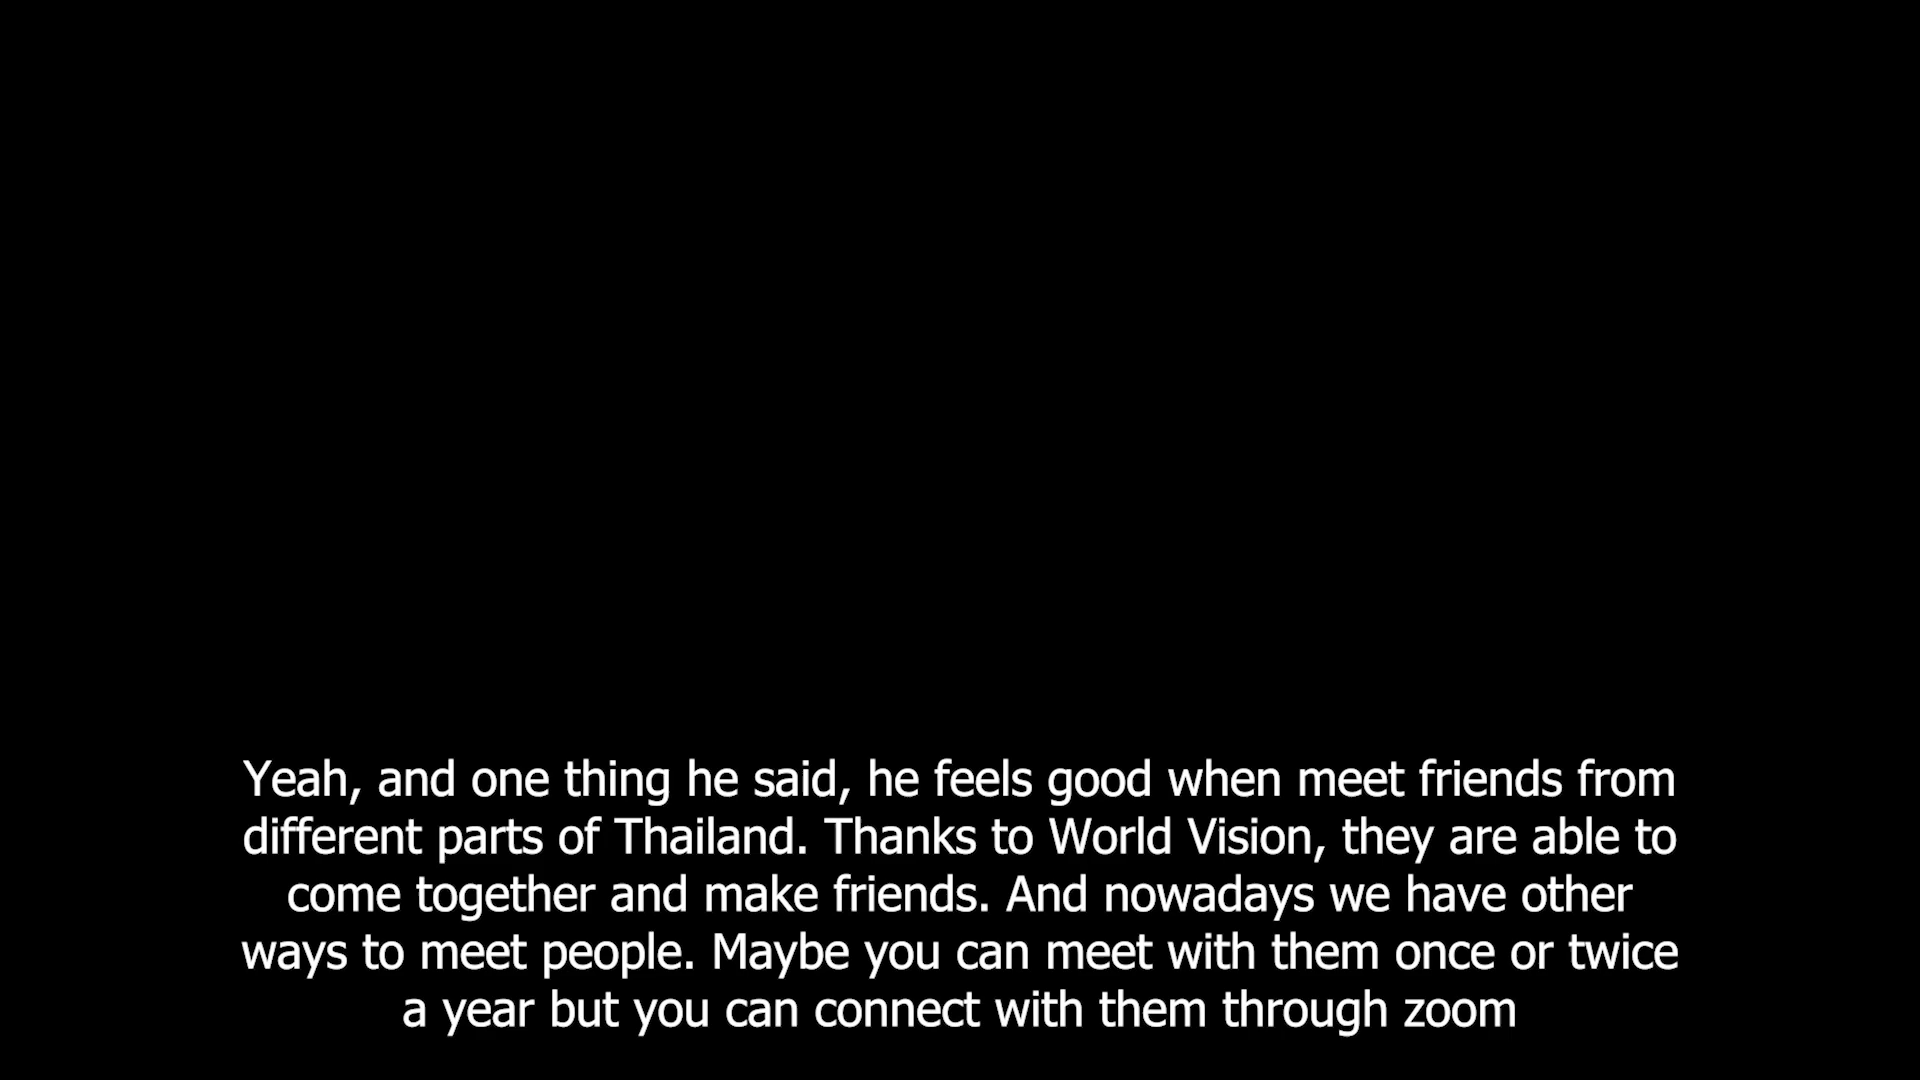 Yeah, and one thing he said, he feels good when meet friends from
different parts of Thailand. Thanks to World Vision, they are able to
come together and make friends. And nowadays we have other
ways to meet people. Maybe you can meet with them once or twice
a year but you can connect with them through zoom